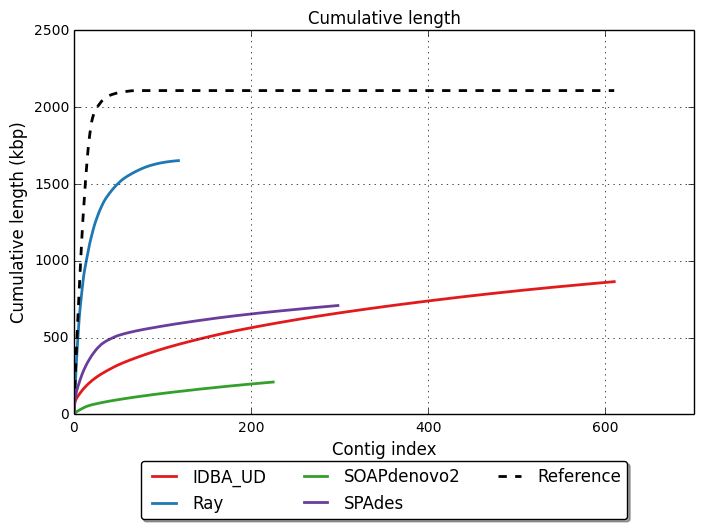 Cumulative length
2500
2000
1500
1000
500
0
Cumulative length (kbp)
0 200 400 600
Contig index
IDBA_UD SOAPdenovo2 Reference
Ray SPAdes